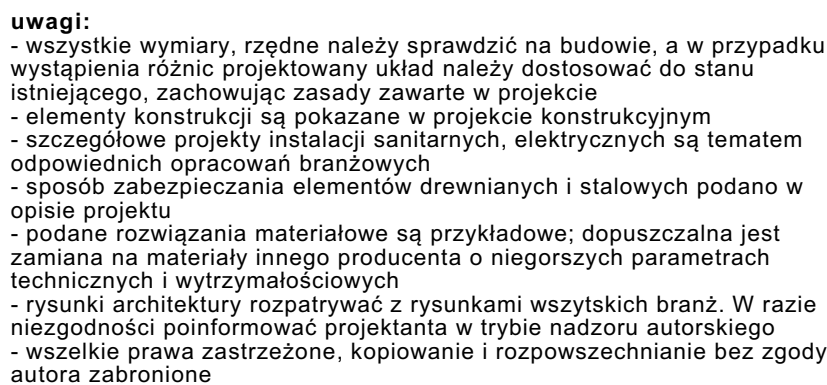 uwagi:
- wszystkie wymiary, rzędne należy sprawdzić na budowie, a w przypadku
wystąpienia różnic projektowany układ należy dostosować do stanu
istniejącego, zachowując zasady zawarte w projekcie
- elementy konstrukcji są pokazane w projekcie konstrukcyjnym
- szczegółowe projekty instalacji sanitarnych, elektrycznych są tematem
odpowiednich opracowań branżowych
- sposób zabezpieczania elementów drewnianych i stalowych podano w
opisie projektu
- podane rozwiązania materiałowe są przykładowe; dopuszczalna jest
zamiana na materiały innego producenta o niegorszych parametrach
technicznych i wytrzymałościowych
- rysunki architektury rozpatrywać z rysunkami wszytskich branż. W razie
niezgodności poinformować projektanta w trybie nadzoru autorskiego
- wszelkie prawa zastrzeżone, kopiowanie i rozpowszechnianie bez zgody
autora zabronione